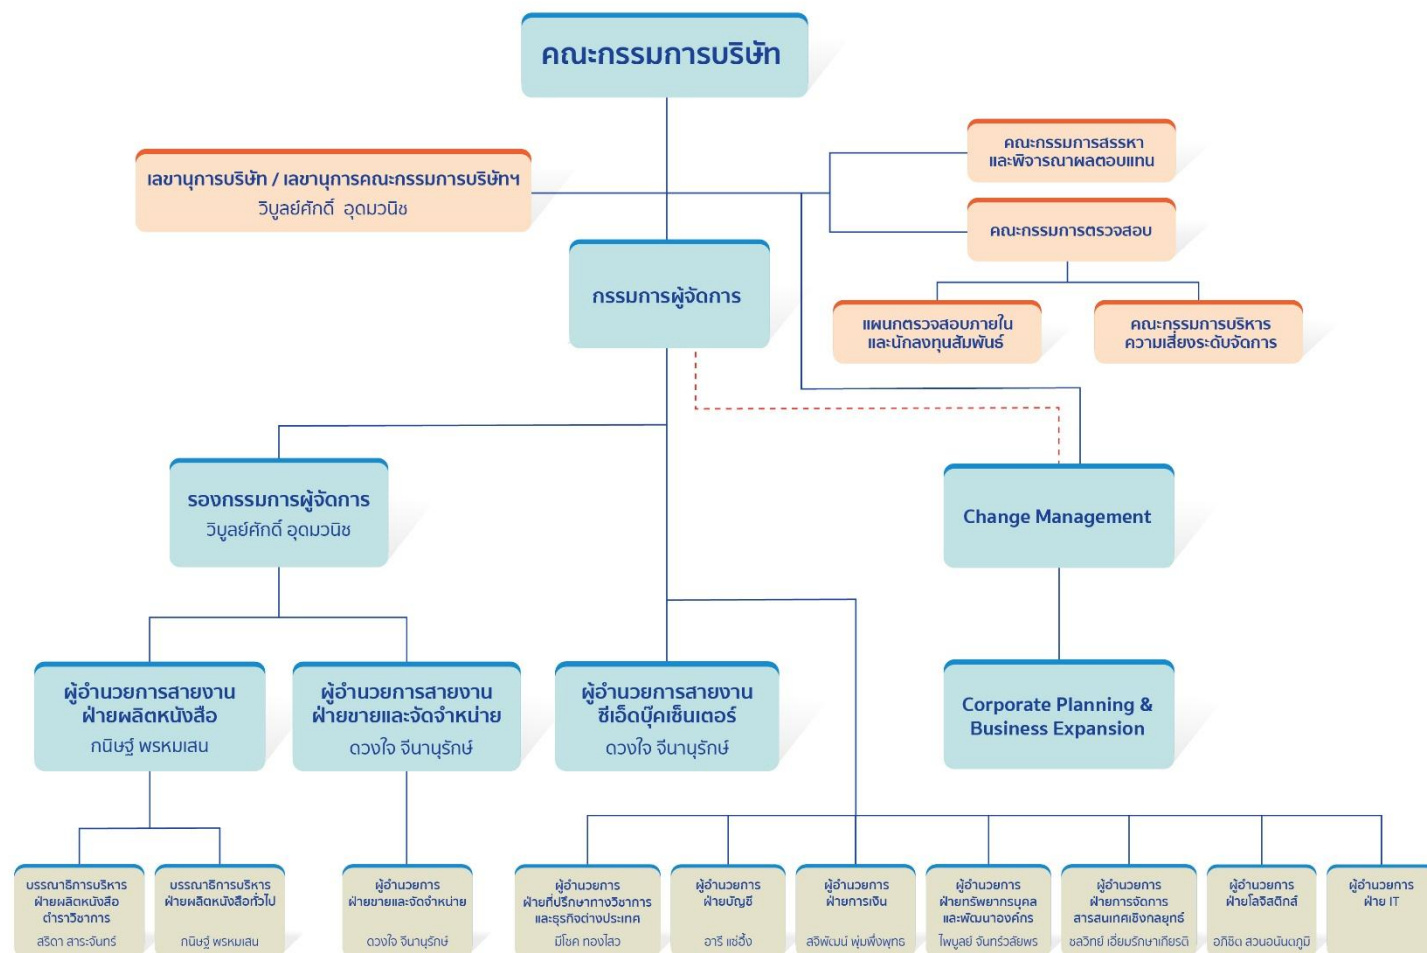 คณะกรรมการบริษัท
คณะกรรมการสรรหา
และพิจารณาผลตอบแทน
เลขานุการบริษัท / เลขานุการคณะกรรมการบริษัทฯ
วิบูลย์ศักดิ์ อุดมวนิช
คณะกรรมการตรวจสอบ
กรรมการผู้จัดการ
แผนกตรวจสอบภายใน
และนักลงทุนสัมพันธ์
คณะกรรมการบริหาร
ความเสี่ยงระดับจัดการ
รองกรรมการผู้จัดการ
วิบูลย์ศักดิ์ อุดมวนิช
Change Management
ผู้อำนวยการสายงาน
ฝ่ายผลิตหนังสือ
กนิษฐ์ พรหมเสน
ผู้อำนวยการสายงาน
ฝ่ายขายและจัดจำหน่าย
ดวงใจ จีนานุรักษ์
ผู้อำนวยการสายงาน
ซีเอ็ดบุ๊คเซ็นเตอร์
ดวงใจ จีนานุรักษ์
Corporate Planning &
Business Expansion
บรรณาธิการบริหาร
ฝ่ายผลิตหนังสือ
ตำราวิชาการ
สริดา สาระจันทร์
บรรณาธิการบริหาร
ฝ่ายผลิตหนังสือทั่วไป
กนิษฐ์ พรหมเสน
ผู้อำนวยการ
ฝ่ายขายและจัดจำหน่าย
ดวงใจ จีนานุรักษ์
ผู้อำนวยการ
ฝ่ายที่ปรึกษาทางวิชาการ
และธุรกิจต่างประเทศ
มีโชค ทองไสว
ผู้อำนวยการ
ฝ่ายบัญชี
อารี แซ่อึ้ง
ผู้อำนวยการ
ฝ่ายการเงิน
สจิพัฒน์ พุ่มพึ่งพุทธ
ผู้อำนวยการ
ฝ่ายทรัพยากรบุคคล
และพัฒนาองค์กร
ไพบูลย์ จันทร์วลัยพร
ผู้อำนวยการ
ฝ่ายการจัดการ
สารสนเทศเชิงกลยุทธ์
ชลวิทย์ เอี่ยมรักษาเกียรติ
ผู้อำนวยการ
ฝ่ายโลจิสติกส์
อภิชิต สวนอนันตภูมิ
ผู้อำนวยการ
ฝ่าย IT